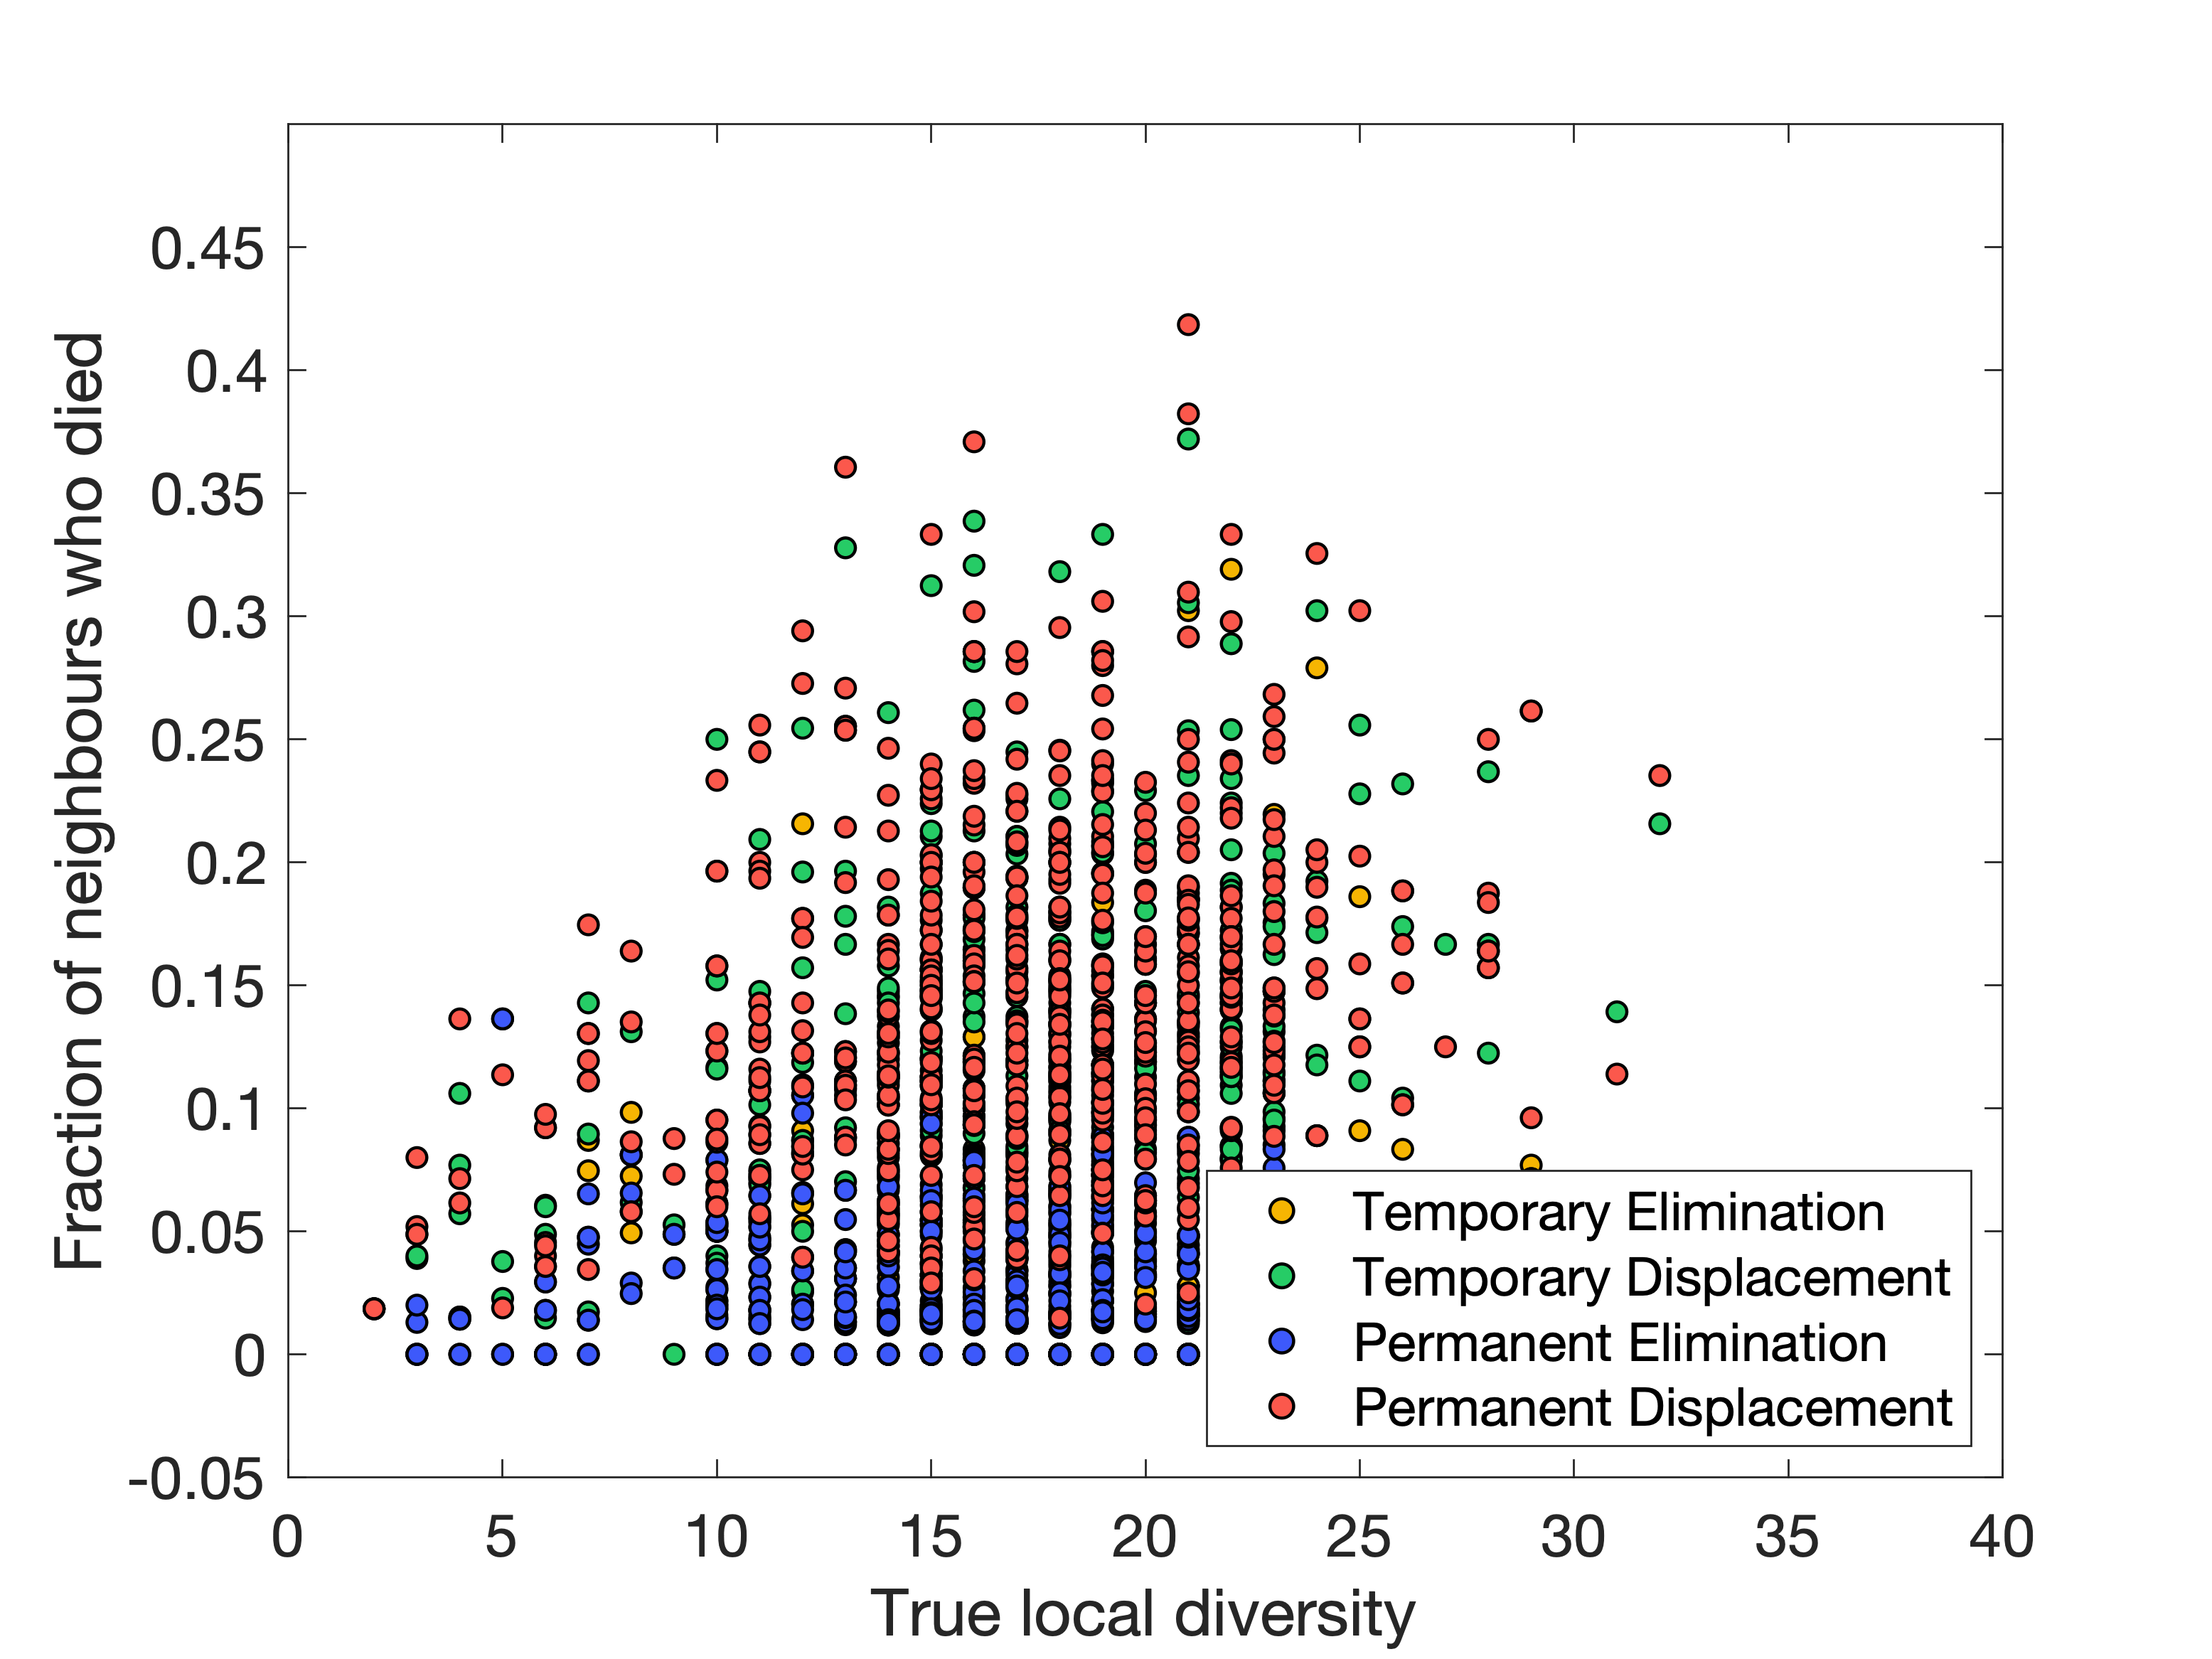 Fraction of neighbours who died
0.45
0.4
0.35
0.3
0.25
0.2
0.15
0.1
0.05
0
-0.05
Temporary Elimination
Temporary Displacement
Permanent Elimination
Permanent Displacement
0 5 10 15 20 25 30 35 40
True local diversity